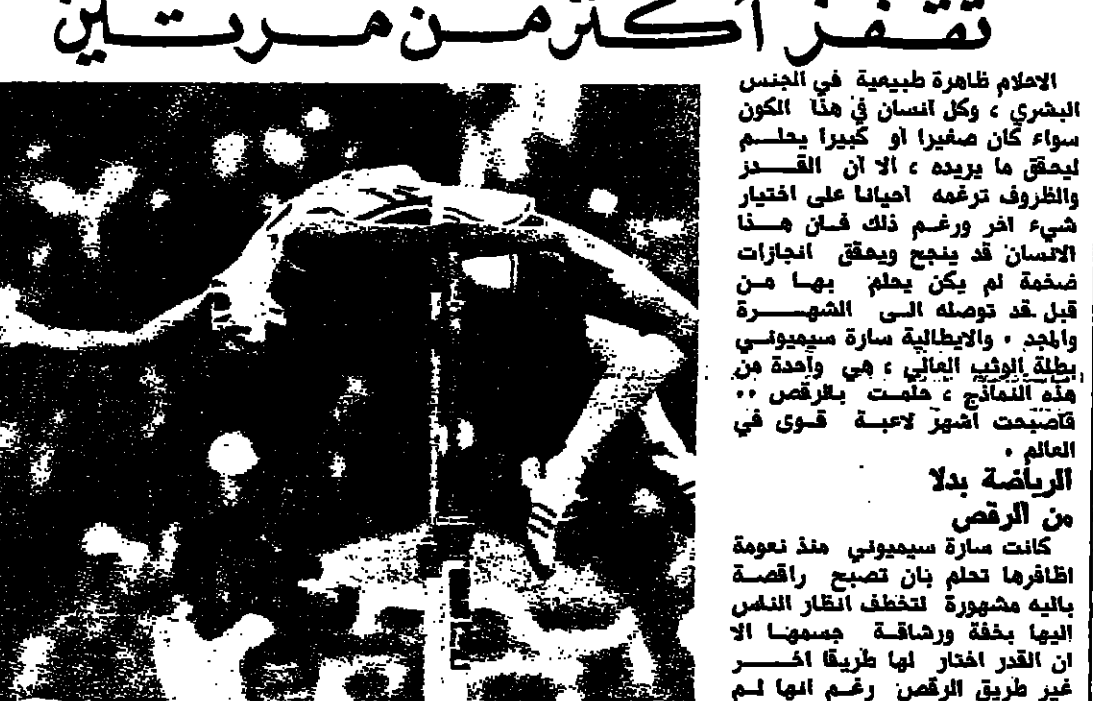 تقفز أكثر من مرتين
الاحلام ظاهرة طبيعية في الجنس
البشري ، وكل انسان في هذا الكون
سواء كان صغيرا او كبيرا يحلم
ليحقق ما يريده ، الا ان القدر
والظروف ترغمه احيانا على اختيار
شيء اخر ورغم ذلك فان هذا
الانسان قد ينجح ويحقق انجازات
ضخمة لم يكن يحلم بها من
قبل قد توصله الى الشهرة
والمجد . والايطالية سارة سيميوني
بطلة الوثب العالي ، هي واحدة من
هذه النماذج ، حلمت بالرقص ..
فاصبحت اشهر لاعبة قوى في
العالم .
الرياضة بدلا
من الرقص
كانت سارة سيميوني منذ نعومة
اظافرها تحلم بان تصبح راقصة
باليه مشهورة لتخطف انظار الناس
اليها بخفة ورشاقة جسمها الا
ان القدر اختار لها طريقا اخر
غير طريق الرقص رغم انها لم